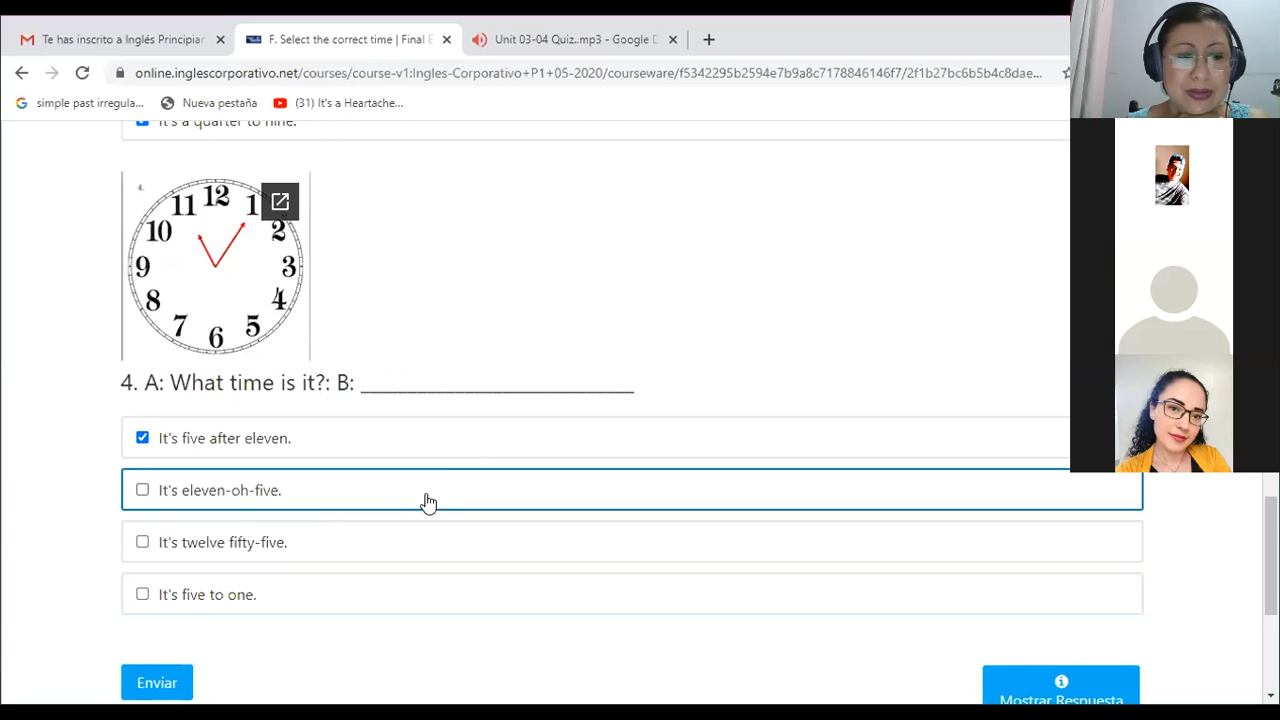 Te has inscrito a Inglés Principiar
F. Select the correct time | Final E
Unit 03-04 Quiz..mp3 - Google D
online.inglescorporativo.net/courses/course-v1:Ingles-Corporativo+P1+05-2020/courseware/f5342295b2594e7b9a8c7178846146f7/2f1b27bc6b5b4c8dae...
simple past irregula...
Nueva pestaña
(31) It's a Heartache...
It's a quarter to nine.
4.
12
11
1
10
2
9
3
8
4
7
5
6
4. A: What time is it?: B: ___________________________
It's five after eleven.
It's eleven-oh-five.
It's twelve fifty-five.
It's five to one.
Enviar
Mostrar Respuesta